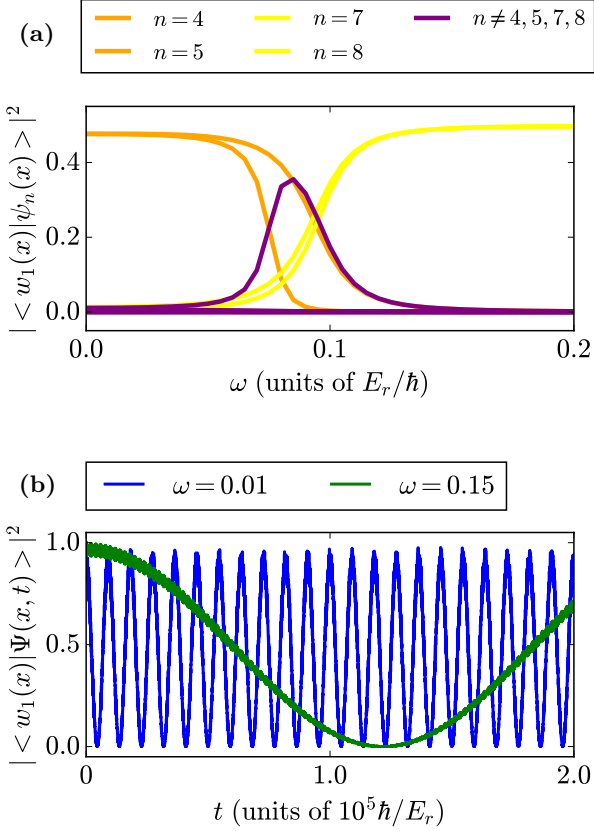 (a)
n = 4 n = 7 n ≠ 4, 5, 7, 8
n = 5 n = 8
| < w₁(x)|ψₙ(x) > |²
0.4
0.2
0.0
0.0 0.1 0.2
ω (units of Eᵣ/ħ)
(b)
ω = 0.01 ω = 0.15
| < w₁(x)|Ψ(x, t) > |²
1.0
0.5
0.0
0 1.0 2.0
t (units of 10⁵ħ/Eᵣ)